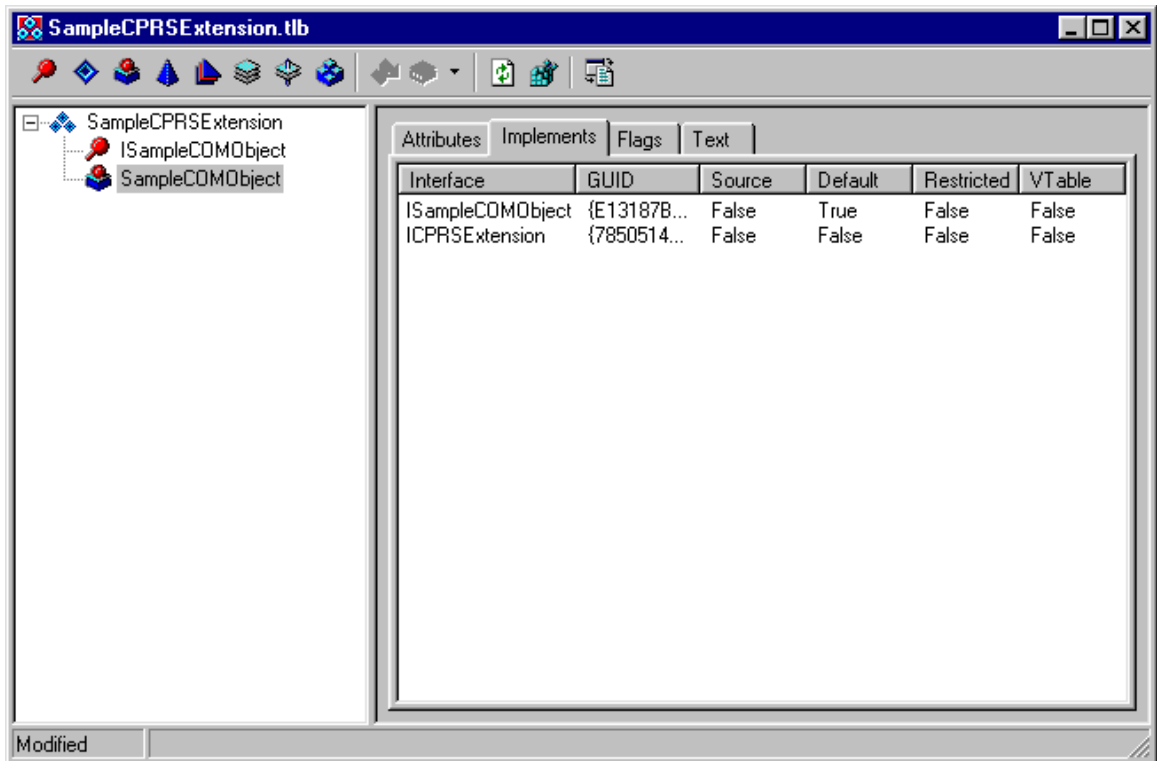 SampleCPRSExtension.tlb
SampleCPRSExtension
ISampleCOMObject
SampleCOMObject
Attributes Implements Flags Text
Interface GUID Source Default Restricted VTable
ISampleCOMObject {E13187B... False True False False
ICPRSExtension {7850514... False False False False
Modified